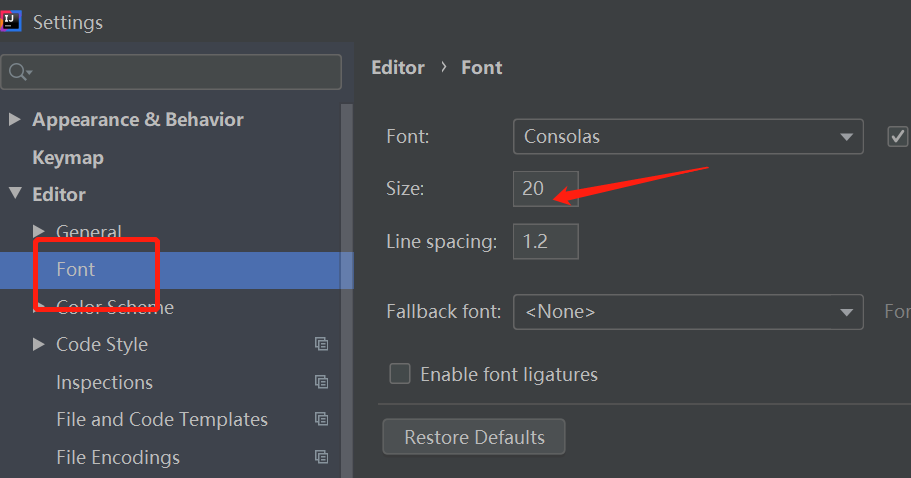 IJ
Settings
Appearance & Behavior
Keymap
Editor
General
Font
Color Scheme
Code Style
Inspections
File and Code Templates
File Encodings
Editor › Font
Font: Consolas
Size: 20
Line spacing: 1.2
Fallback font: <None> For
Enable font ligatures
Restore Defaults